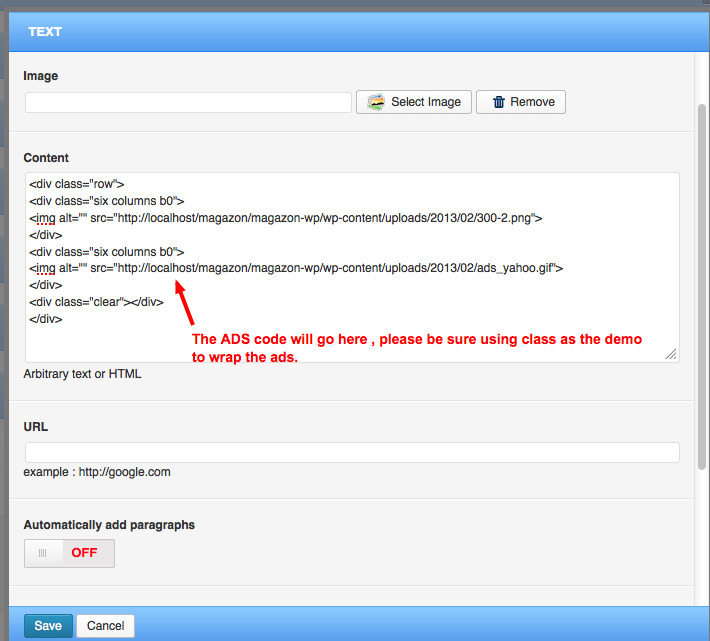 TEXT
Image
Select Image Remove
Content
<div class="row">
<div class="six columns b0">
<img alt="" src="http://localhost/magazon/magazon-wp/wp-content/uploads/2013/02/300-2.png">
</div>
<div class="six columns b0">
<img alt="" src="http://localhost/magazon/magazon-wp/wp-content/uploads/2013/02/ads_yahoo.gif">
</div>
<div class="clear"></div>
</div>
The ADS code will go here , please be sure using class as the demo
to wrap the ads.
Arbitrary text or HTML
URL
example : http://google.com
Automatically add paragraphs
OFF
Save Cancel